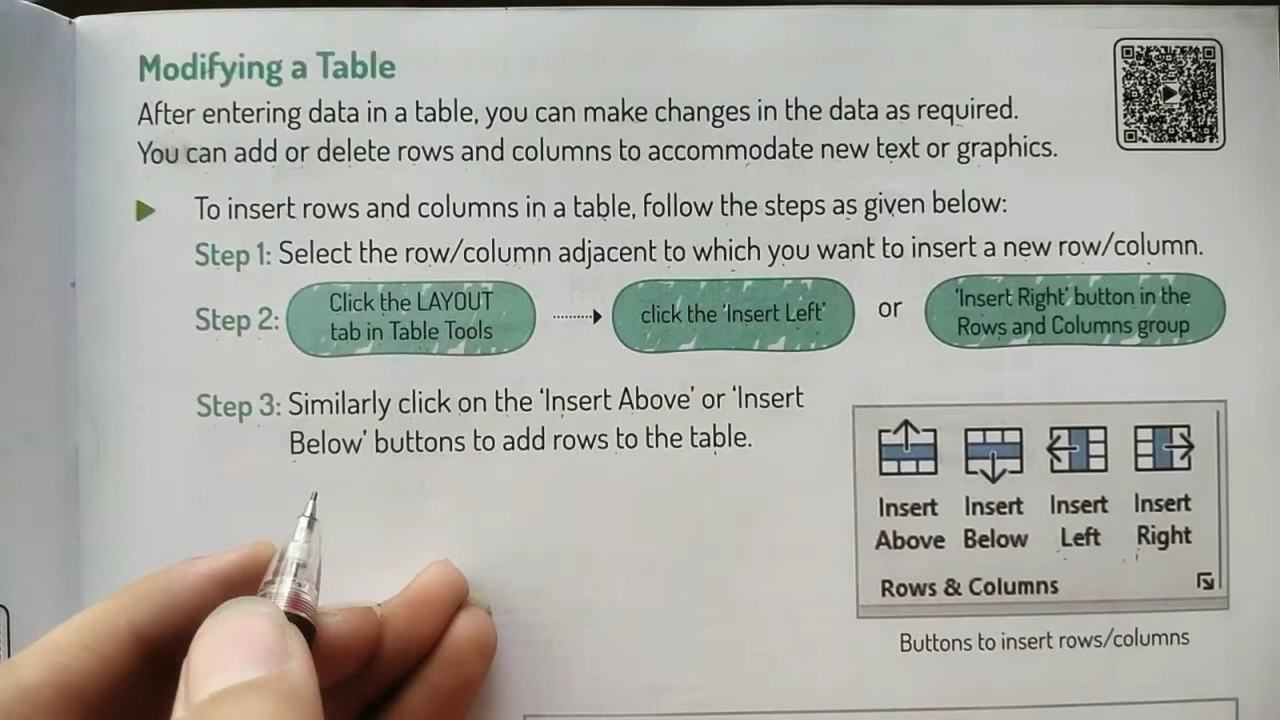 Modifying a Table
After entering data in a table, you can make changes in the data as required.
You can add or delete rows and columns to accommodate new text or graphics.
To insert rows and columns in a table, follow the steps as given below:
Step 1: Select the row/column adjacent to which you want to insert a new row/column.
Step 2:
Click the LAYOUT
tab in Table Tools
click the 'Insert Left'
or
'Insert Right' button in the
Rows and Columns group
Step 3: Similarly click on the 'Insert Above' or 'Insert
Below' buttons to add rows to the table.
Insert Above
Insert Below
Insert Left
Insert Right
Rows & Columns
Buttons to insert rows/columns